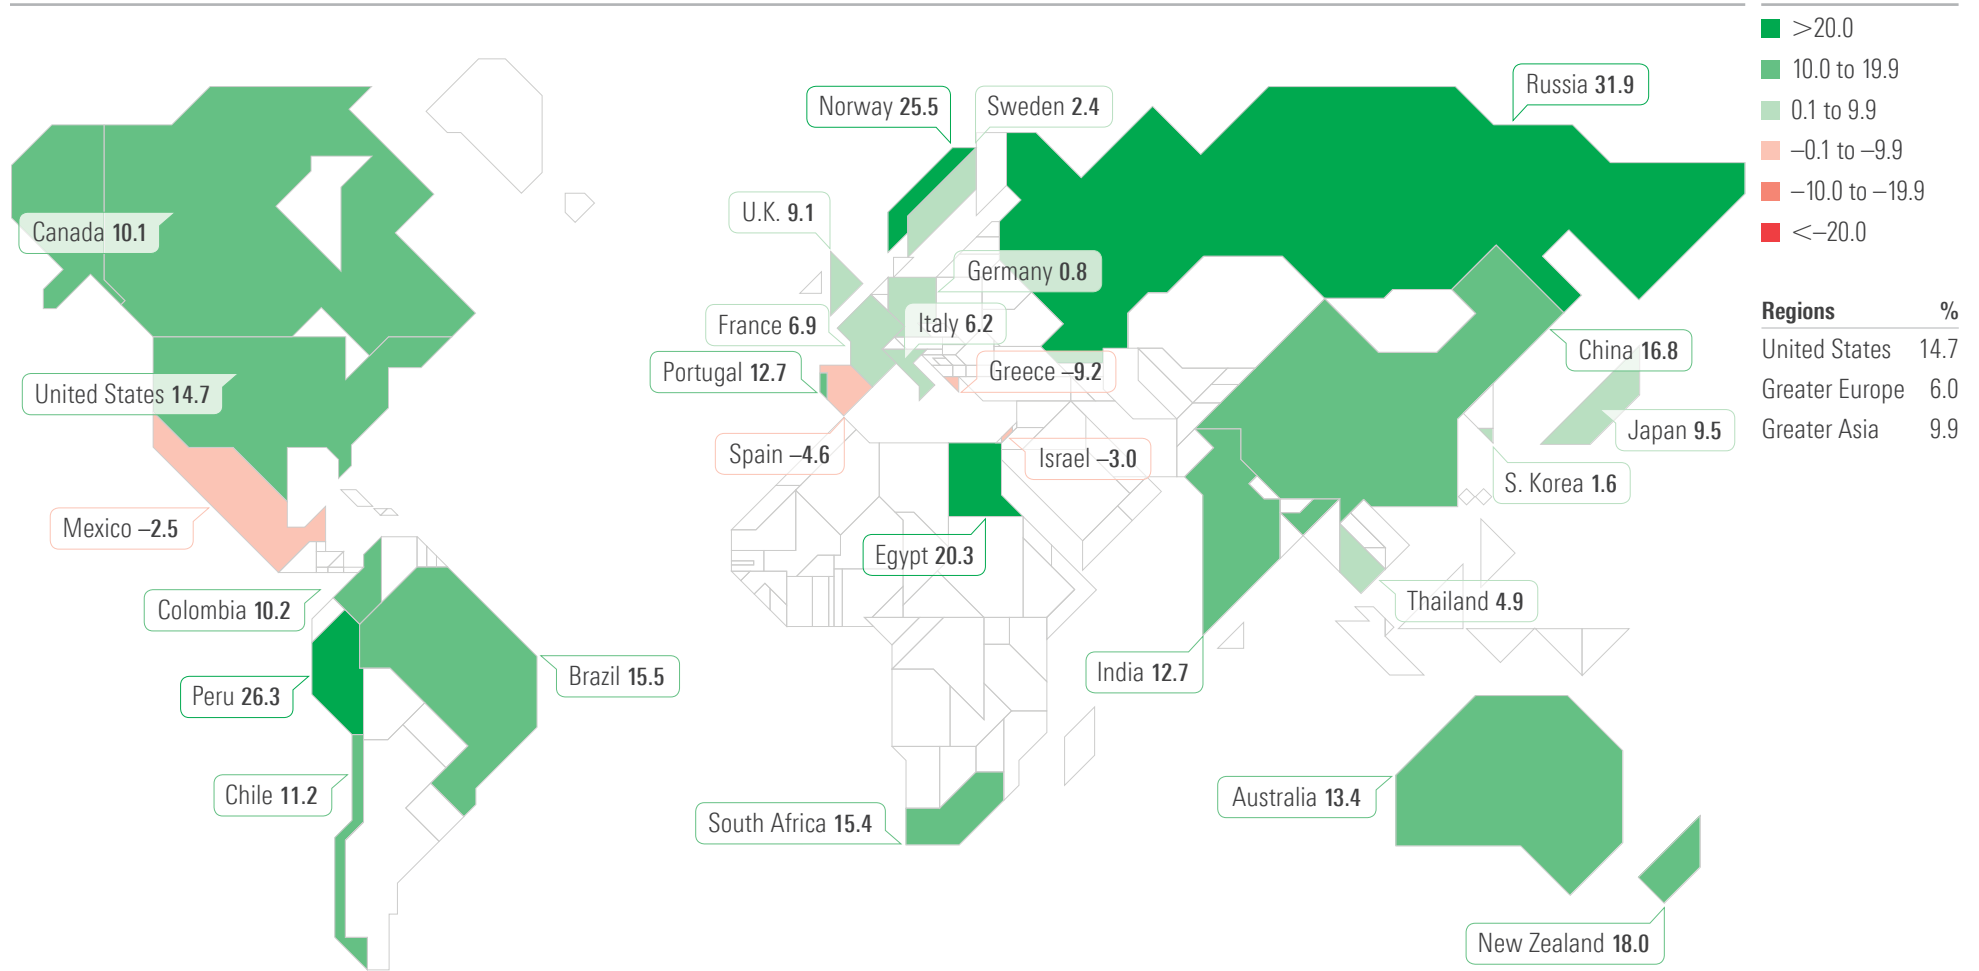 Canada 10.1
United States 14.7
Mexico –2.5
Colombia 10.2
Peru 26.3
Chile 11.2
Brazil 15.5
Norway 25.5
Sweden 2.4
Russia 31.9
U.K. 9.1
Germany 0.8
France 6.9
Italy 6.2
Portugal 12.7
Greece –9.2
Spain –4.6
Israel –3.0
Egypt 20.3
South Africa 15.4
China 16.8
Japan 9.5
S. Korea 1.6
Thailand 4.9
India 12.7
Australia 13.4
New Zealand 18.0
>20.0
10.0 to 19.9
0.1 to 9.9
–0.1 to –9.9
–10.0 to –19.9
<–20.0
Regions %
United States 14.7
Greater Europe 6.0
Greater Asia 9.9